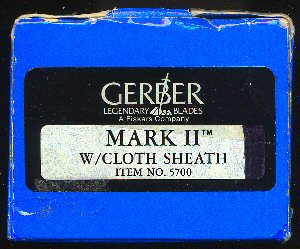 GERBER
LEGENDARY BLADES
A Fiskars Company
MARK II™
W/CLOTH SHEATH
ITEM NO. 5700